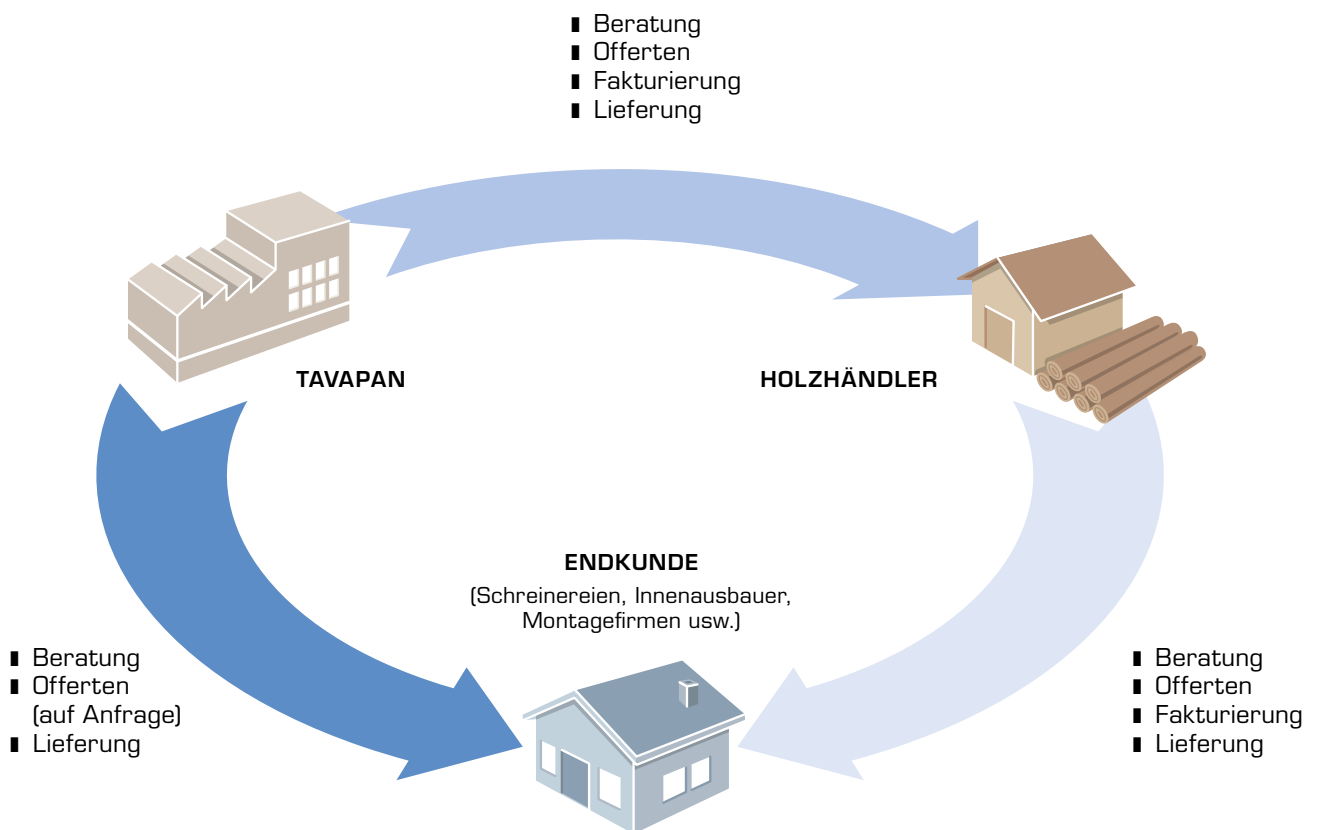 ▮ Beratung
▮ Offerten
▮ Fakturierung
▮ Lieferung
TAVAPAN
HOLZHÄNDLER
ENDKUNDE
(Schreinereien, Innenausbauer,
Montagefirmen usw.)
▮ Beratung
▮ Offerten
(auf Anfrage)
▮ Lieferung
▮ Beratung
▮ Offerten
▮ Fakturierung
▮ Lieferung